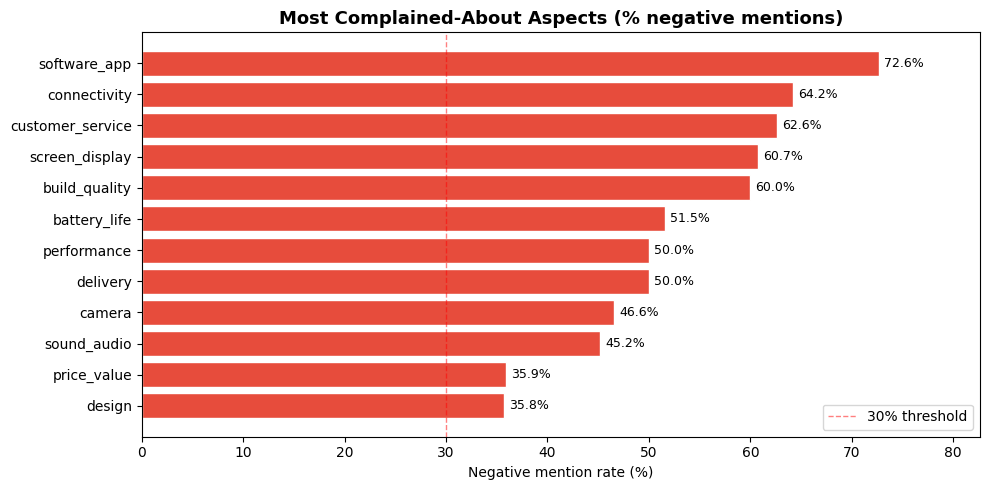 Most Complained-About Aspects (% negative mentions)
software_app 72.6%
connectivity 64.2%
customer_service 62.6%
screen_display 60.7%
build_quality 60.0%
battery_life 51.5%
performance 50.0%
delivery 50.0%
camera 46.6%
sound_audio 45.2%
price_value 35.9%
design 35.8%
30% threshold
0 10 20 30 40 50 60 70 80
Negative mention rate (%)